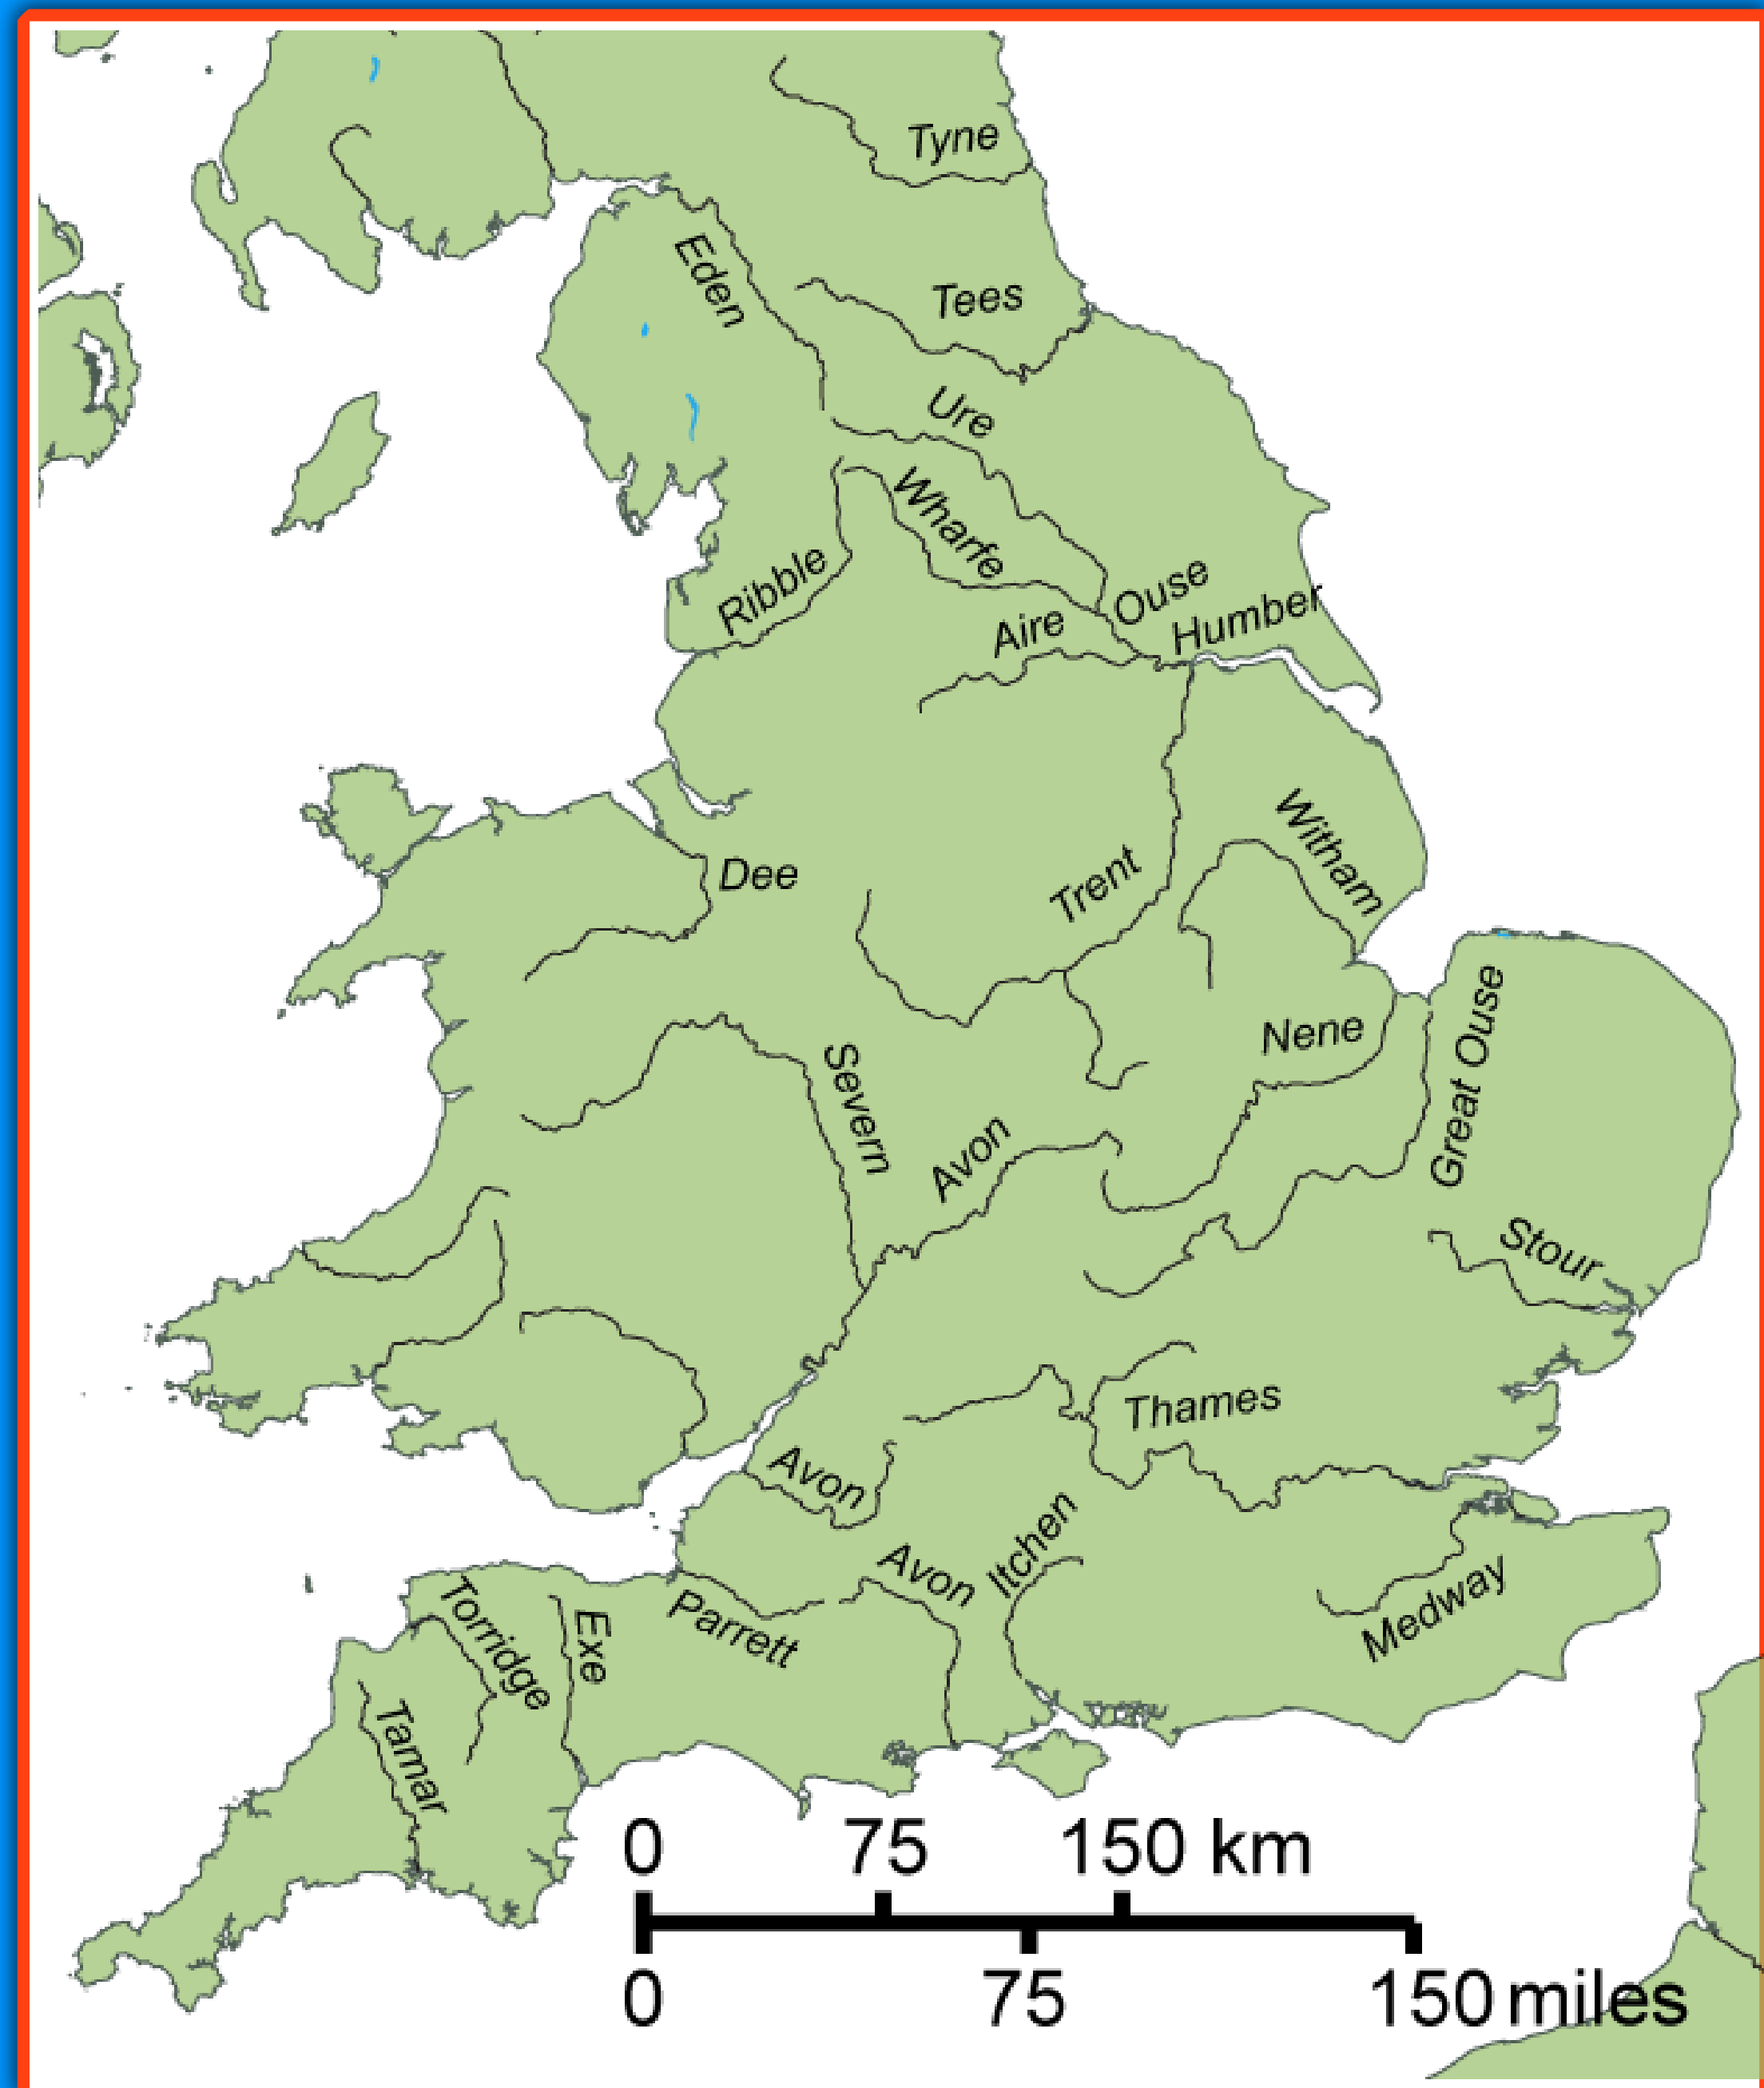 Tyne
Eden
Tees
Ure
Wharfe
Ribble
Ouse
Aire
Humber
Witham
Dee
Trent
Great Ouse
Nene
Severn
Avon
Stour
Thames
Avon
Itchen
Avon
Medway
Torridge
Exe
Parrett
Tamar
0 75 150 km
0 75 150 miles